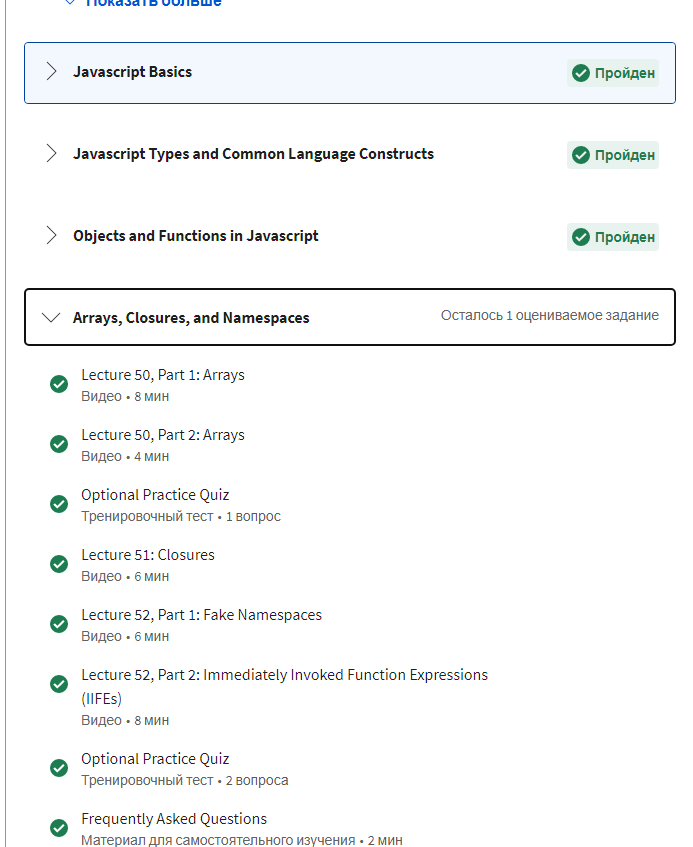 Показать больше
Javascript Basics
Пройден
Javascript Types and Common Language Constructs
Пройден
Objects and Functions in Javascript
Пройден
Arrays, Closures, and Namespaces
Осталось 1 оцениваемое задание
Lecture 50, Part 1: Arrays
Видео • 8 мин
Lecture 50, Part 2: Arrays
Видео • 4 мин
Optional Practice Quiz
Тренировочный тест • 1 вопрос
Lecture 51: Closures
Видео • 6 мин
Lecture 52, Part 1: Fake Namespaces
Видео • 6 мин
Lecture 52, Part 2: Immediately Invoked Function Expressions
(IIFEs)
Видео • 8 мин
Optional Practice Quiz
Тренировочный тест • 2 вопроса
Frequently Asked Questions
Материал для самостоятельного изучения • 2 мин